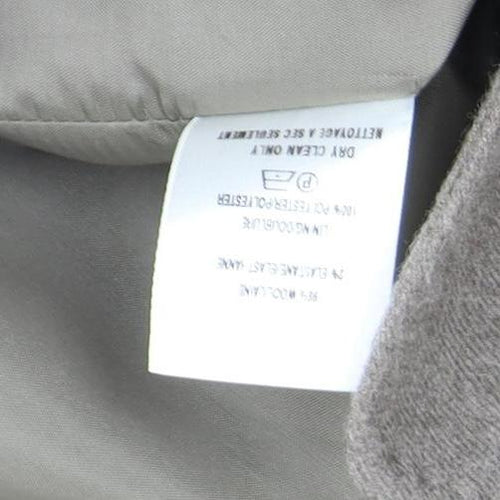 98% WOOL/LAINE
2% ELASTANE/ELASTHANNE
LINING/DOUBLURE
100% POLYESTER/POLYESTER
P
DRY CLEAN ONLY
NETTOYAGE A SEC SEULEMENT